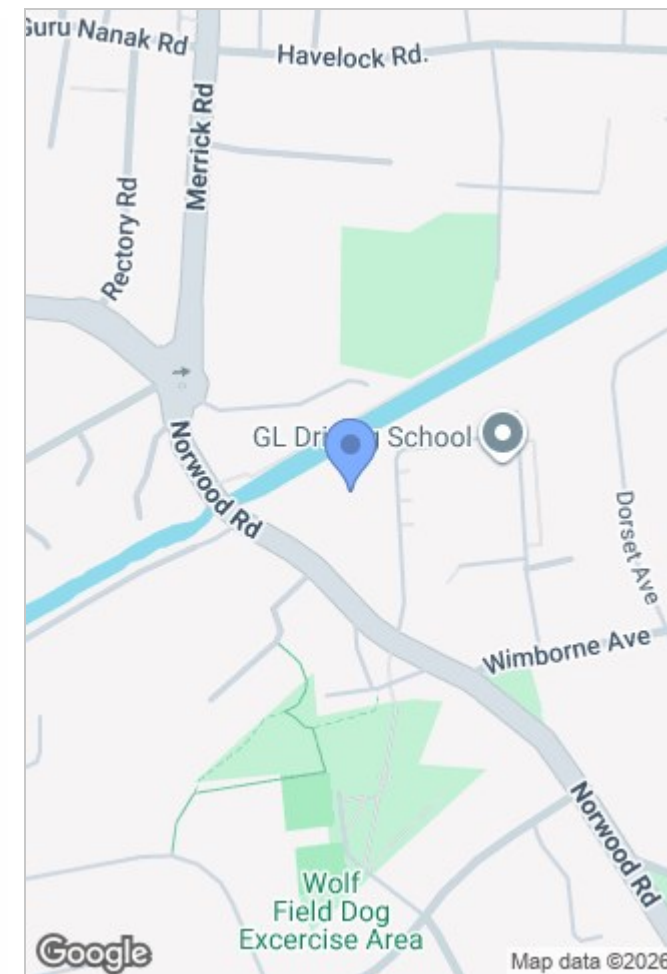 Guru Nanak Rd
Havelock Rd.
Merrick Rd
Rectory Rd
GL Dri g School
Norwood Rd
Dorset Ave
Wimborne Ave
Norwood Rd
Wolf
Field Dog
Excercise Area
Google
Map data ©2026